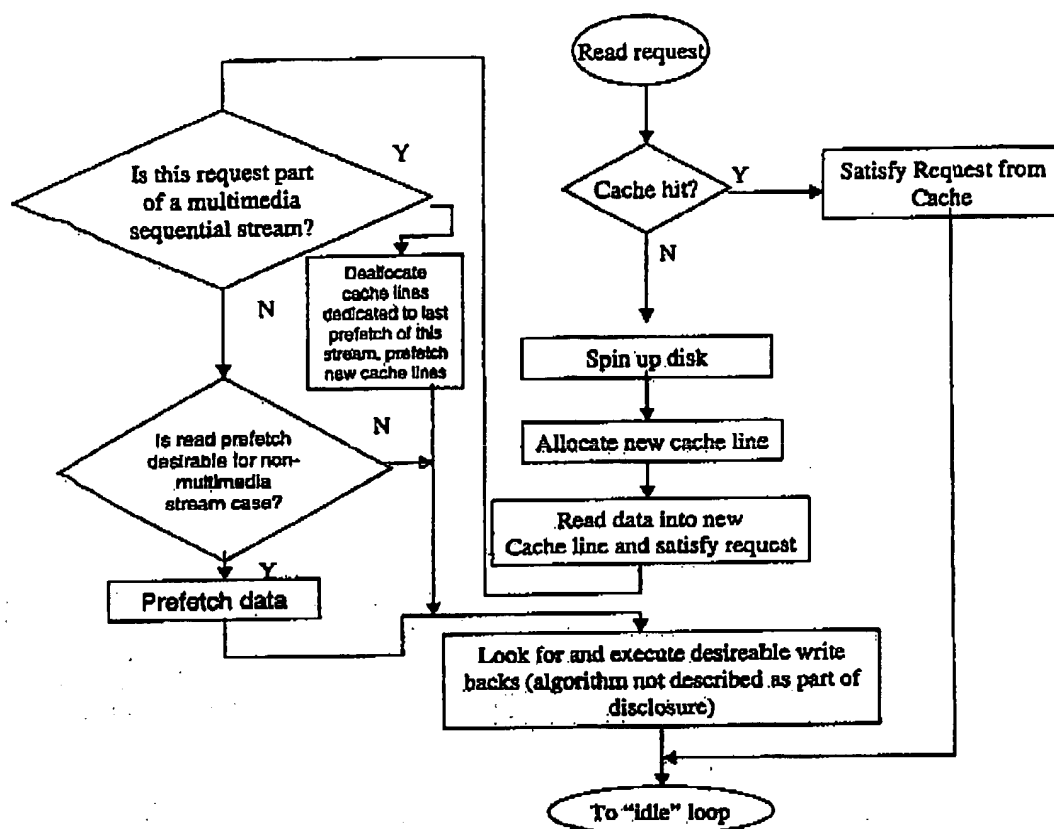 Read request
Cache hit?
Y
Satisfy Request from
Cache
N
Spin up disk
Allocate new cache line
Read data into new
Cache line and satisfy request
Is this request part
of a multimedia
sequential stream?
Y
Deallocate
cache lines
dedicated to last
prefetch of this
stream, prefetch
new cache lines
N
Is read prefetch
desirable for non-
multimedia
stream case?
N
Y
Prefetch data
Look for and execute desireable write
backs (algorithm not described as part of
disclosure)
To "idle" loop